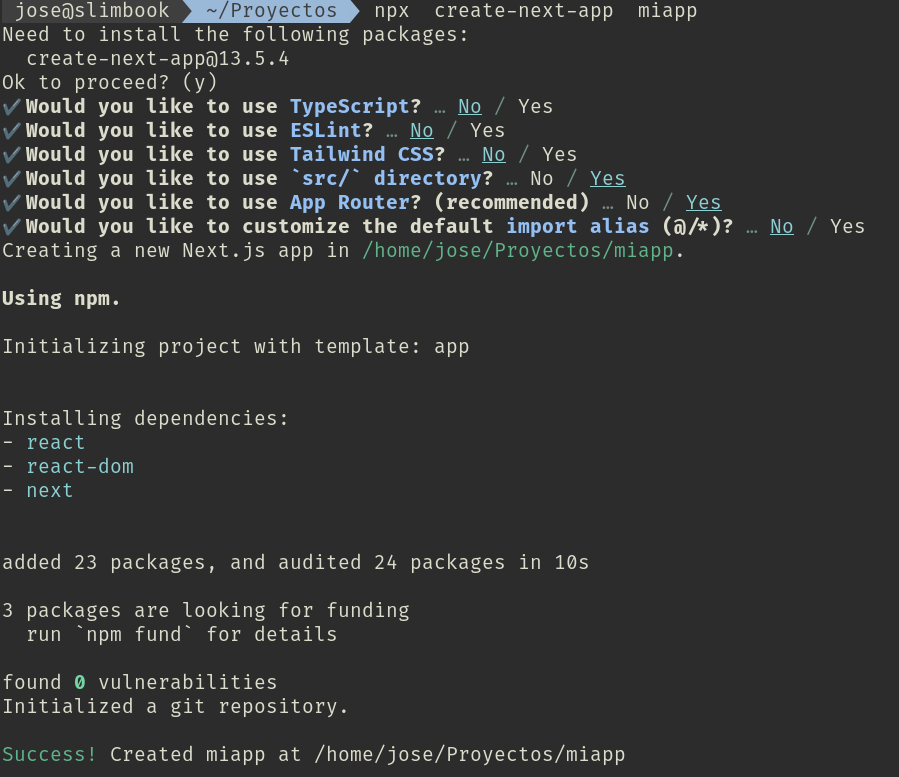 jose@slimbook ~/Proyectos npx create-next-app miapp
Need to install the following packages:
create-next-app@13.5.4
Ok to proceed? (y)
✔ Would you like to use TypeScript? … No / Yes
✔ Would you like to use ESLint? … No / Yes
✔ Would you like to use Tailwind CSS? … No / Yes
✔ Would you like to use `src/` directory? … No / Yes
✔ Would you like to use App Router? (recommended) … No / Yes
✔ Would you like to customize the default import alias (@/*)? … No / Yes
Creating a new Next.js app in /home/jose/Proyectos/miapp.
Using npm.
Initializing project with template: app
Installing dependencies:
- react
- react-dom
- next
added 23 packages, and audited 24 packages in 10s
3 packages are looking for funding
run `npm fund` for details
found 0 vulnerabilities
Initialized a git repository.
Success! Created miapp at /home/jose/Proyectos/miapp